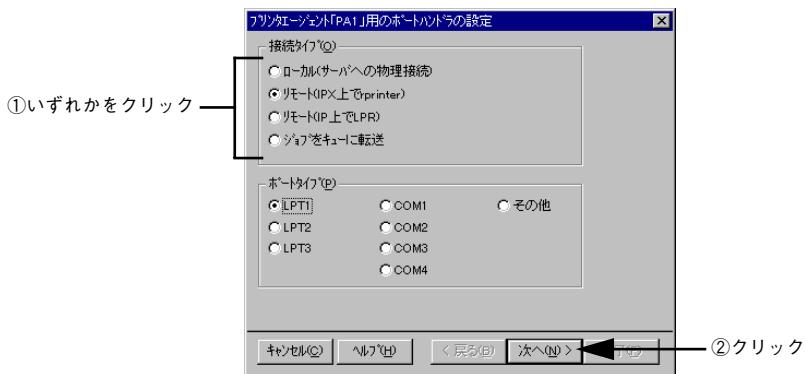 プリンタエージェント「PA1」用のポートハンドラの設定
接続タイプ(O)
ローカル(サーバへの物理接続)
①いずれかをクリック
リモート(IPX上でrprinter)
リモート(IP上でLPR)
ジョブをキューに転送
ポートタイプ(P)
LPT1 COM1 その他
LPT2 COM2
LPT3 COM3
COM4
キャンセル(C) ヘルプ(H) < 戻る(B) 次へ(N) >
②クリック